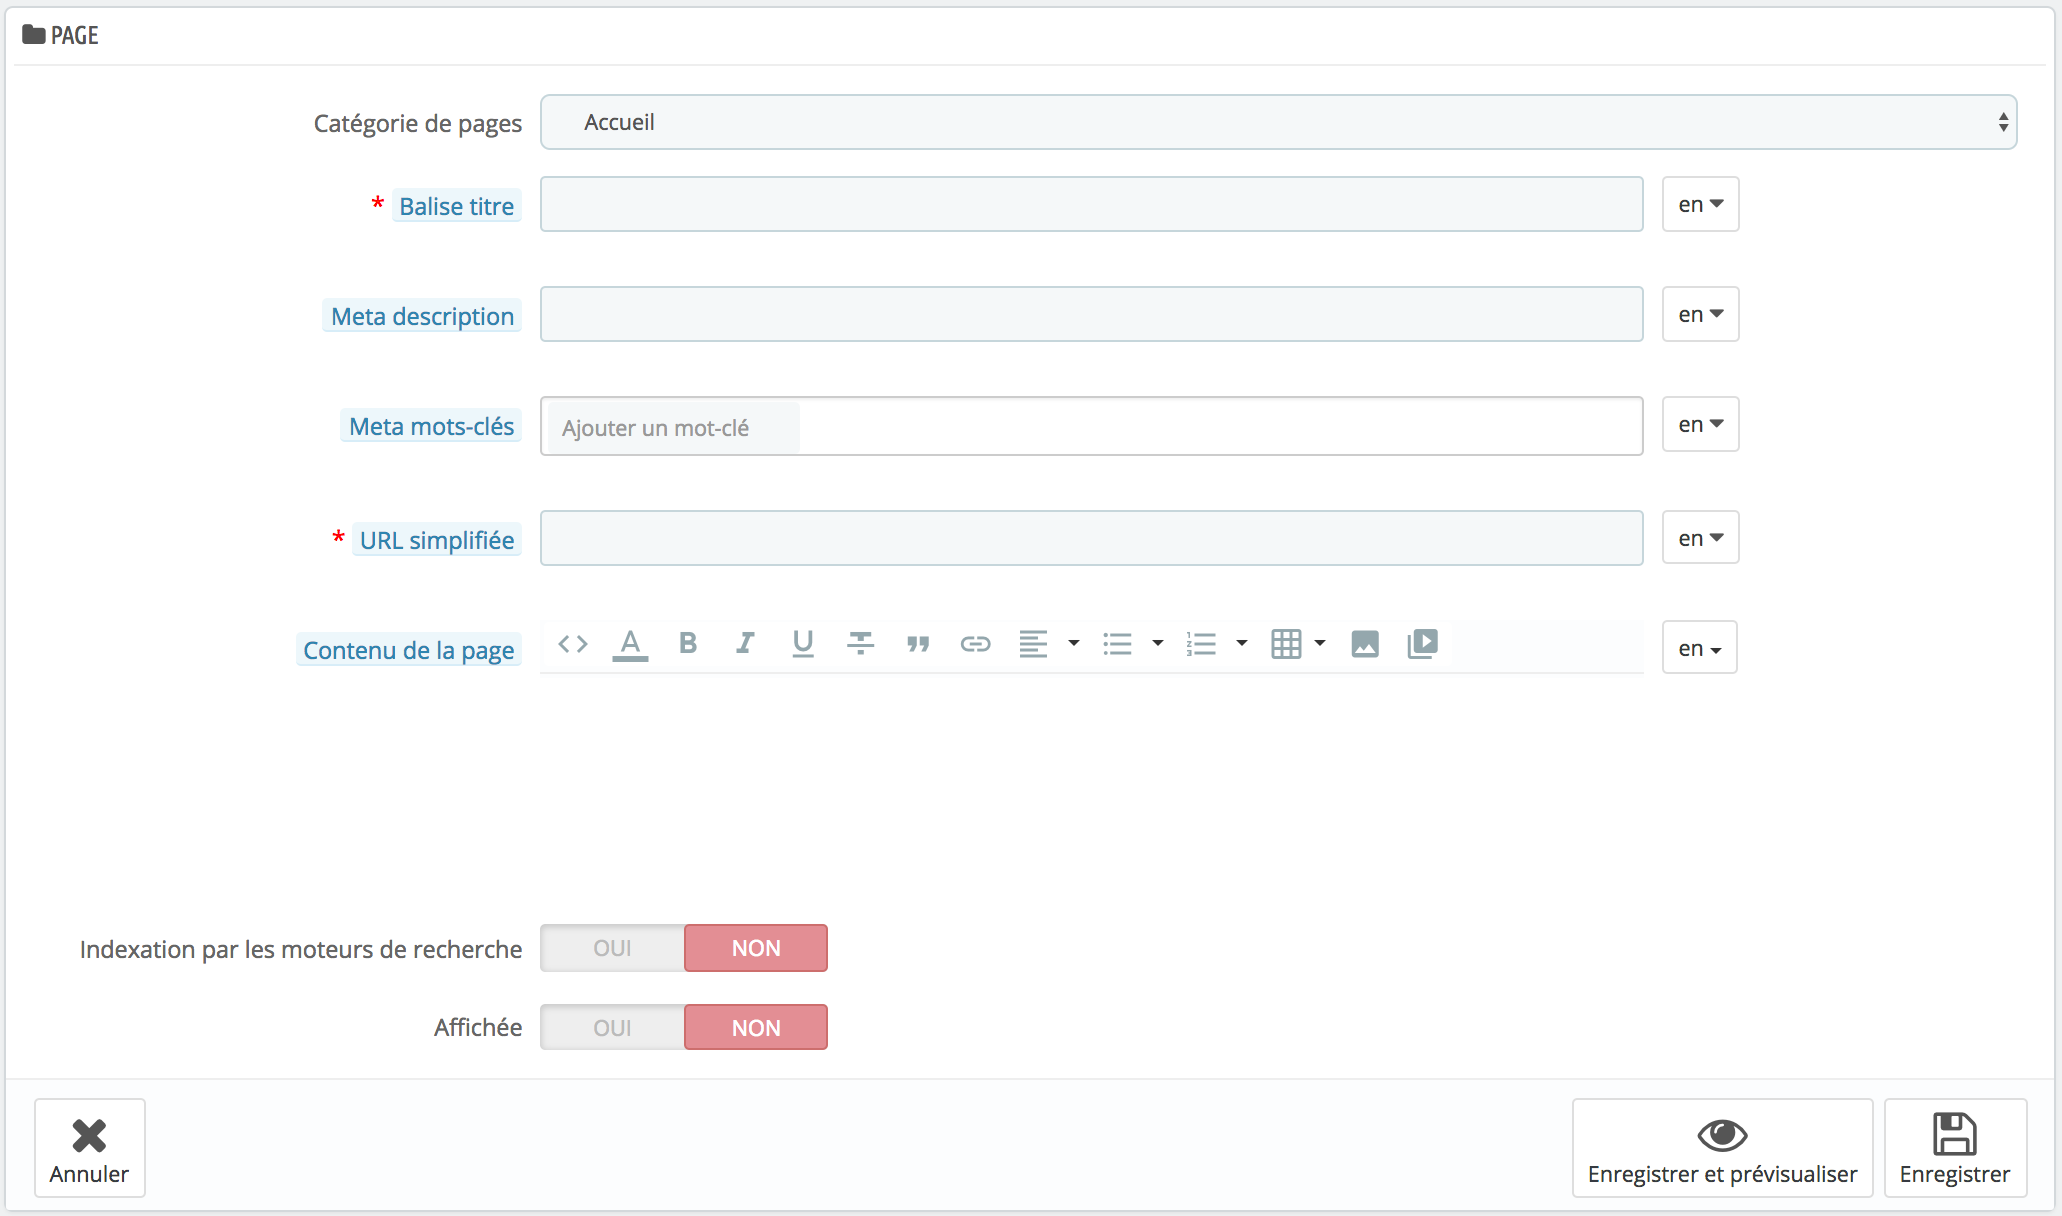 PAGE
Catégorie de pages Accueil
* Balise titre en
Meta description en
Meta mots-clés Ajouter un mot-clé en
* URL simplifiée en
Contenu de la page A B I U en
Indexation par les moteurs de recherche OUI NON
Affichée OUI NON
Annuler Enregistrer et prévisualiser Enregistrer